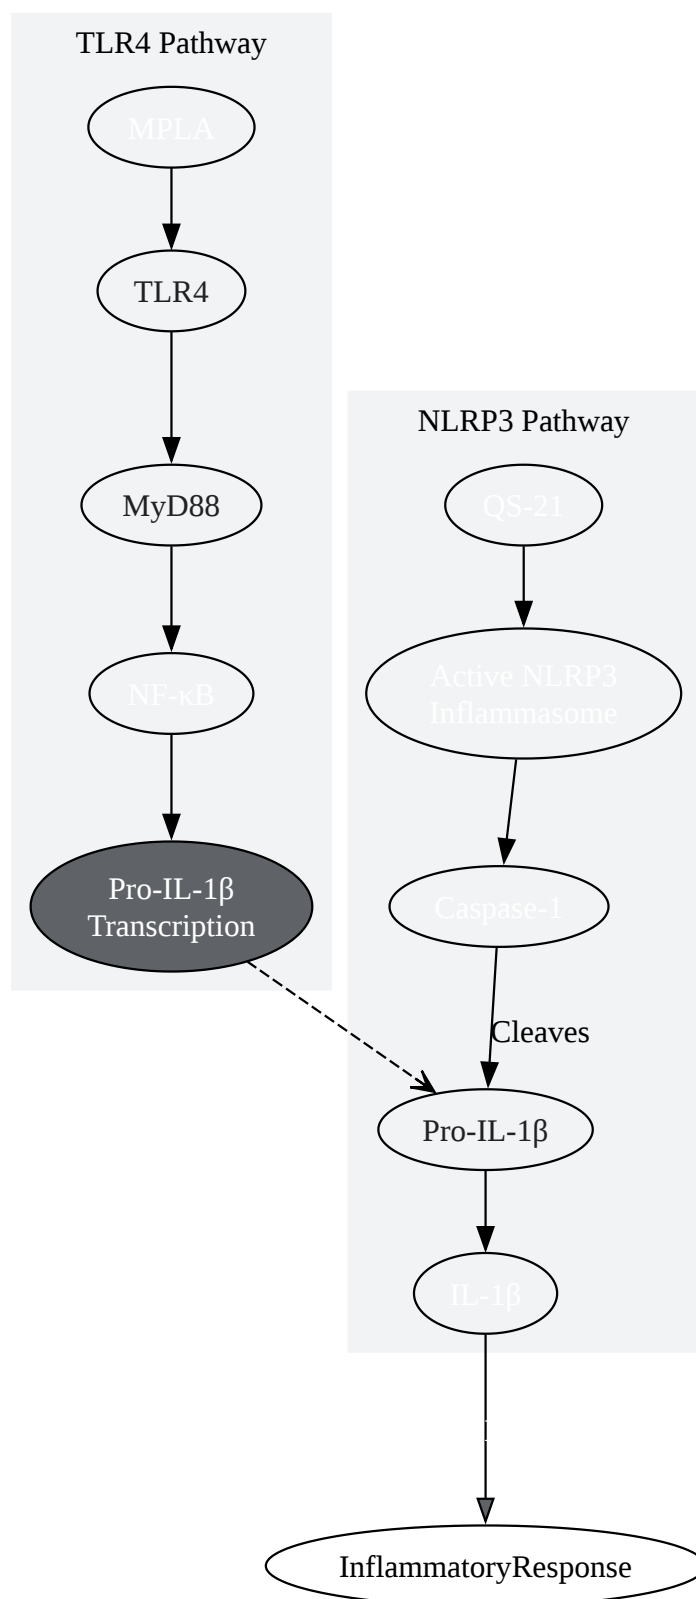 TLR4 Pathway
MPLA
TLR4
MyD88
NF-κB
Pro-IL-1β
Transcription
NLRP3 Pathway
QS-21
Active NLRP3
Inflammasome
Caspase-1
Cleaves
Pro-IL-1β
IL-1β
InflammatoryResponse